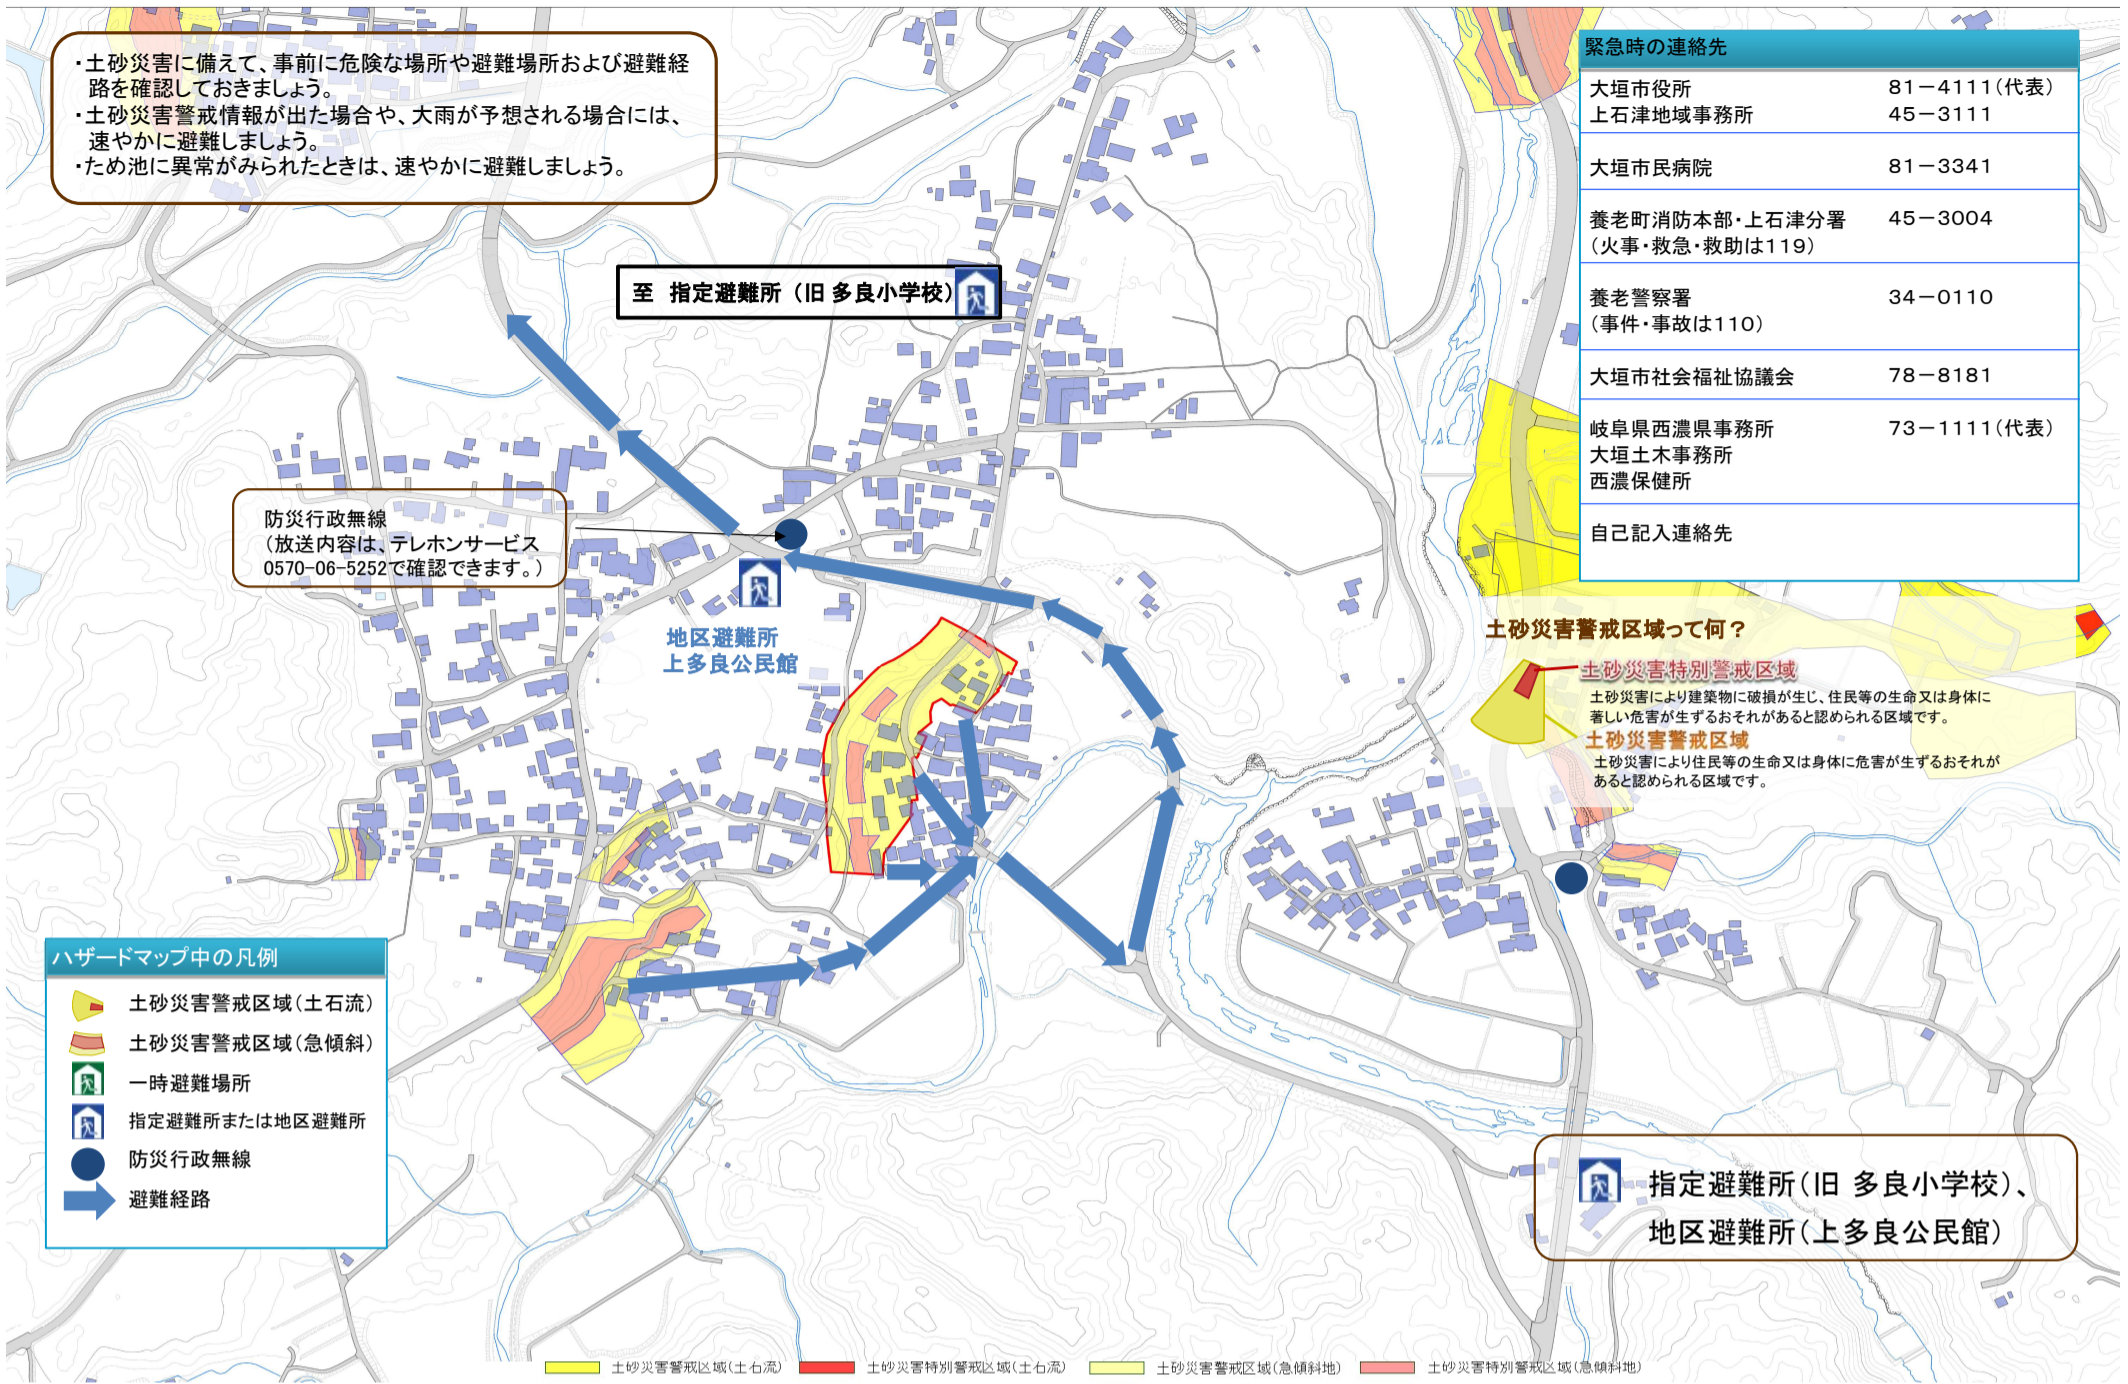 ・土砂災害に備えて、事前に危険な場所や避難場所および避難経
路を確認しておきましょう。
・土砂災害警戒情報が出た場合や、大雨が予想される場合には、
速やかに避難しましょう。
・ため池に異常がみられたときは、速やかに避難しましょう。
緊急時の連絡先
大垣市役所 81－4111(代表)
上石津地域事務所 45－3111
大垣市民病院 81－3341
養老町消防本部・上石津分署 45－3004
(火事・救急・救助は119)
養老警察署 34－0110
(事件・事故は110)
大垣市社会福祉協議会 78－8181
岐阜県西濃県事務所 73－1111(代表)
大垣土木事務所
西濃保健所
自己記入連絡先
至 指定避難所（旧 多良小学校）
防災行政無線
（放送内容は、テレホンサービス
0570-06-5252で確認できます。）
地区避難所
上多良公民館
土砂災害警戒区域って何？
土砂災害特別警戒区域
土砂災害により建築物に破損が生じ、住民等の生命又は身体に
著しい危害が生ずるおそれがあると認められる区域です。
土砂災害警戒区域
土砂災害により住民等の生命又は身体に危害が生ずるおそれが
あると認められる区域です。
ハザードマップ中の凡例
土砂災害警戒区域(土石流)
土砂災害警戒区域(急傾斜)
一時避難場所
指定避難所または地区避難所
防災行政無線
避難経路
指定避難所(旧 多良小学校)、
地区避難所(上多良公民館)
土砂災害警戒区域(土石流) 土砂災害特別警戒区域(土石流) 土砂災害警戒区域(急傾斜地) 土砂災害特別警戒区域(急傾斜地)